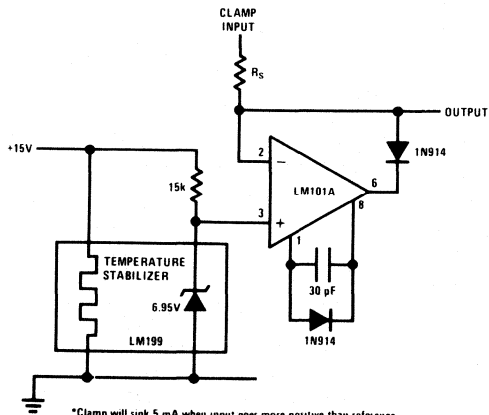 CLAMP
INPUT
RS
OUTPUT
+15V
2
1N914
15k
LM101A
6
8
3
1
TEMPERATURE
STABILIZER
30 pF
6.95V
1N914
LM199
*Clamp will sink 5 mA when input goes more positive than reference